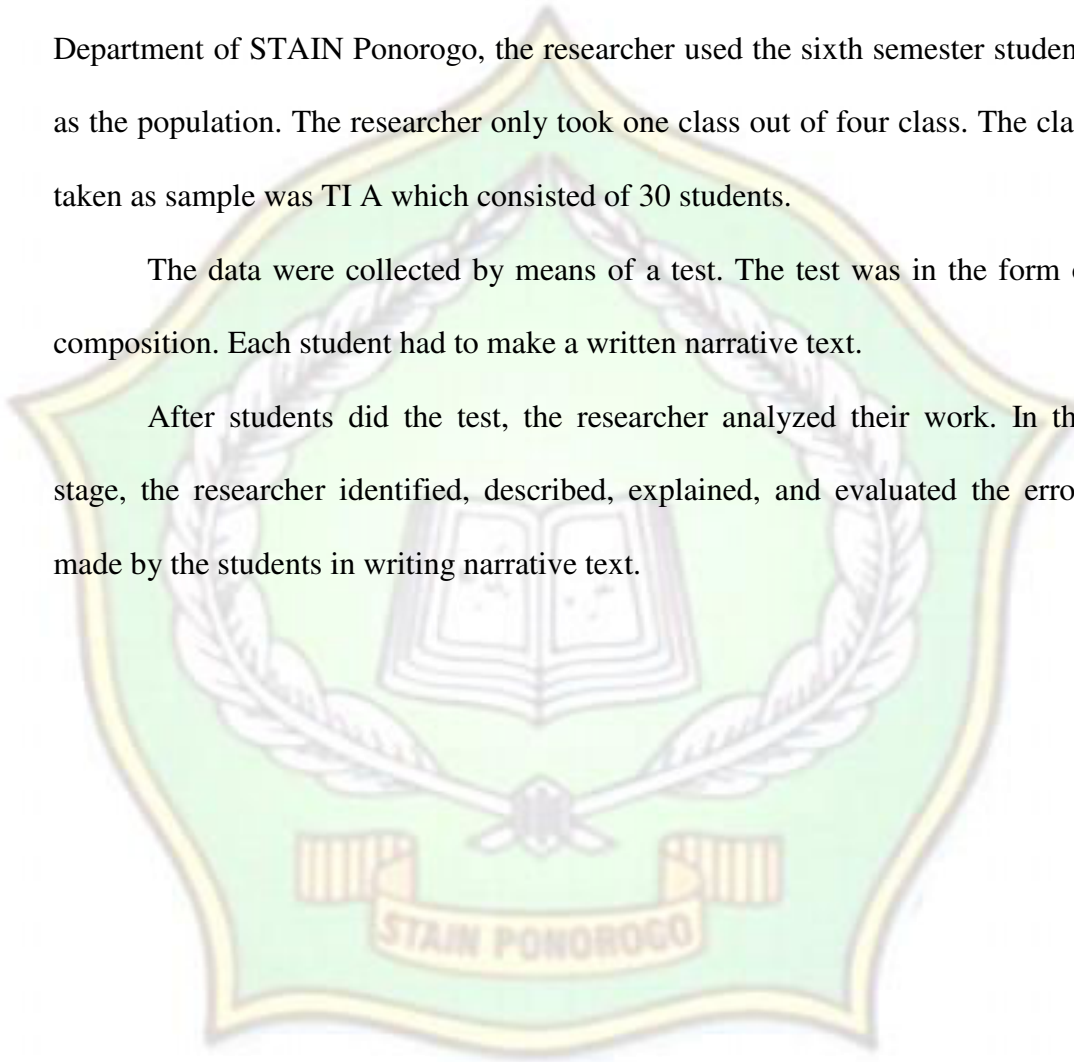 Department of STAIN Ponorogo, the researcher used the sixth semester studen
as the population. The researcher only took one class out of four class. The cla
taken as sample was TI A which consisted of 30 students.
The data were collected by means of a test. The test was in the form
composition. Each student had to make a written narrative text.
After students did the test, the researcher analyzed their work. In th
stage, the researcher identified, described, explained, and evaluated the erro
made by the students in writing narrative text.
STAIN PONOROGO